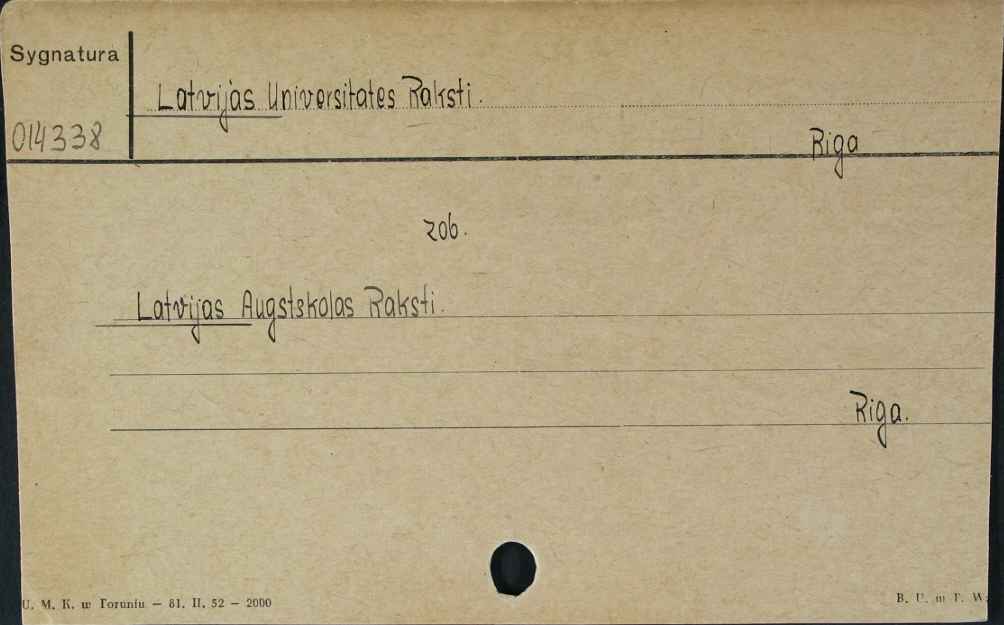 Sygnatura
Latvijas Universitates Raksti.
014338
Riga
zob.
Latvijas Augstskolas Raksti.
Riga.
U. M. K. w Toruniu — 81. II. 52 — 2000